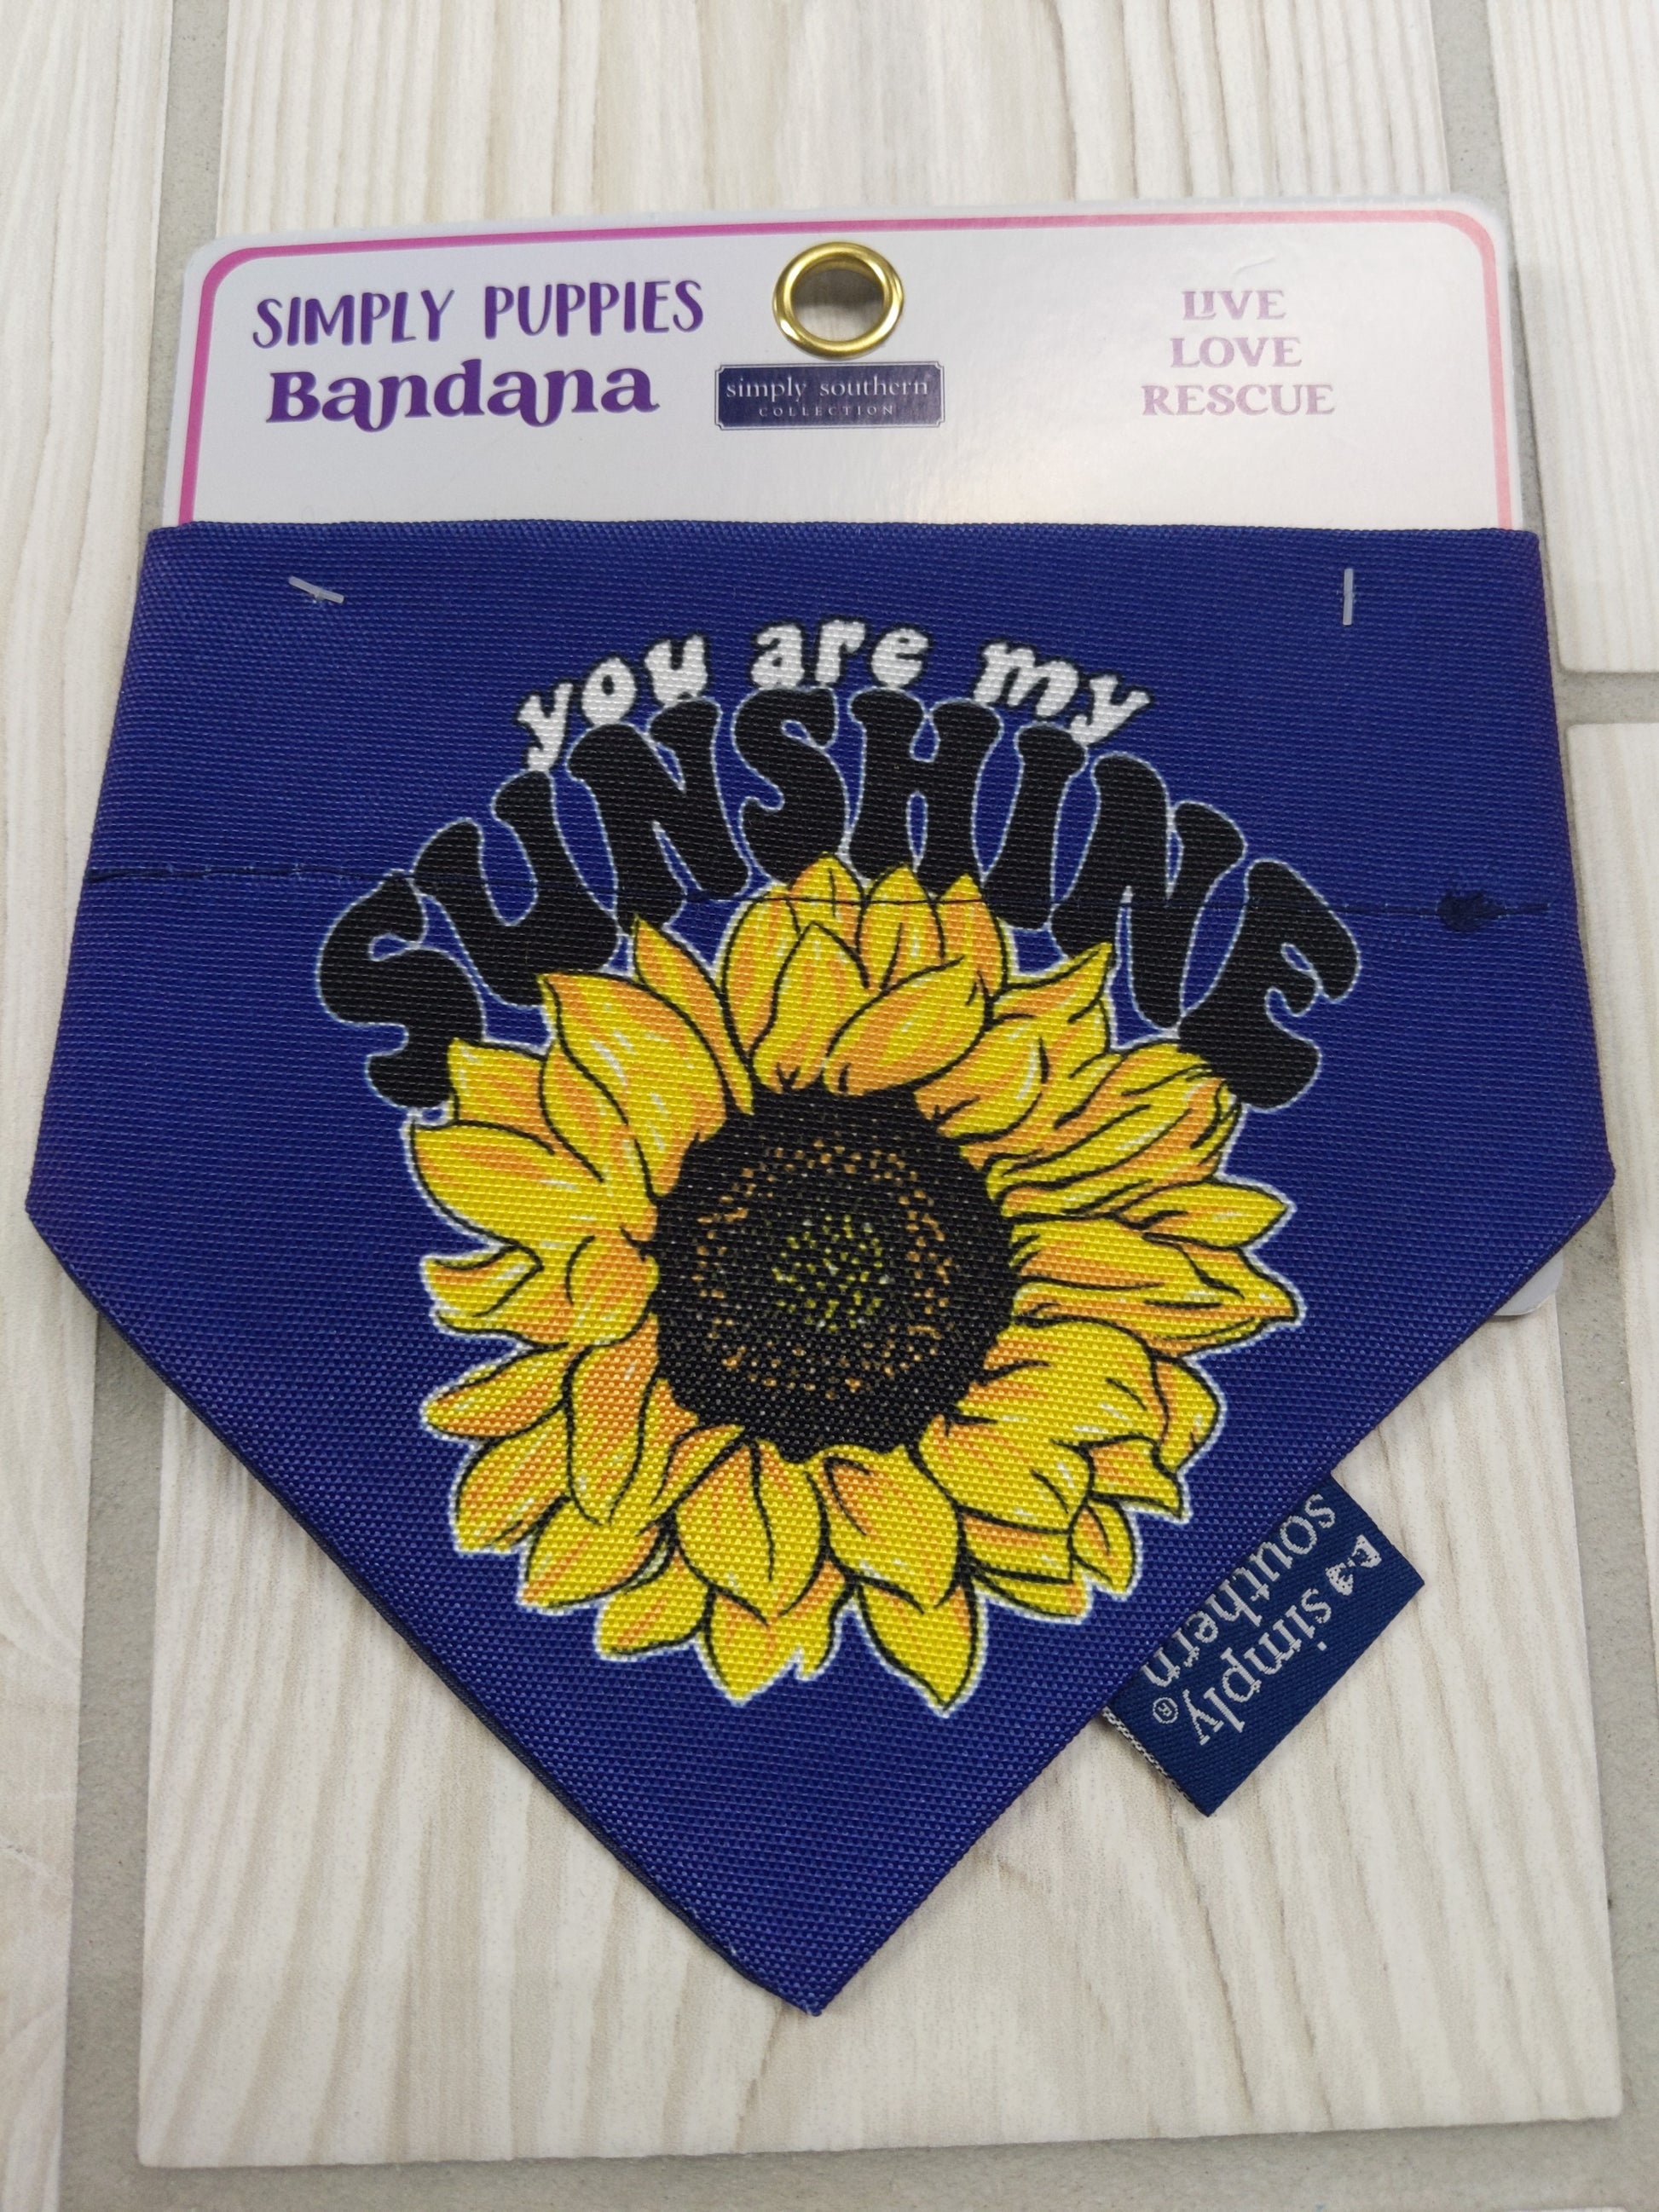 SIMPLY PUPPIES
Bandana
simply southern
COLLECTION
LIVE
LOVE
RESCUE
you are my
SUNSHINE
simply
southern®